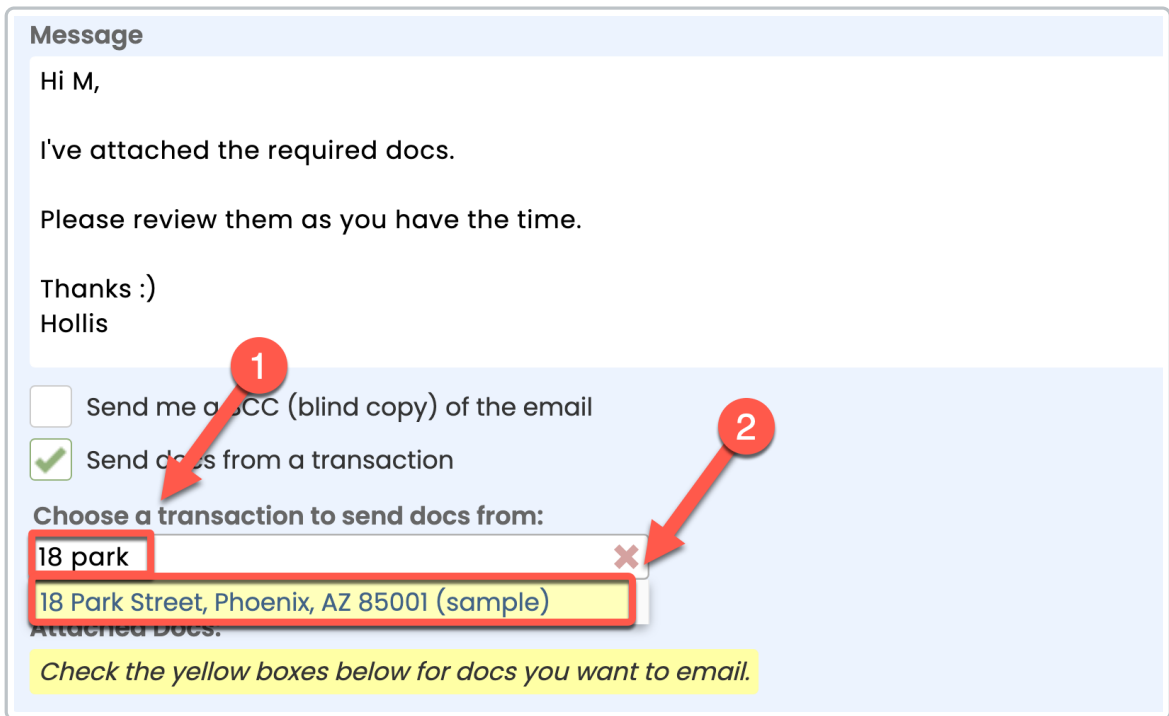 Message
Hi M,
I've attached the required docs.
Please review them as you have the time.
Thanks :)
Hollis
1
Send me a BCC (blind copy) of the email
2
Send docs from a transaction
Choose a transaction to send docs from:
18 park
18 Park Street, Phoenix, AZ 85001 (sample)
Attached Docs:
Check the yellow boxes below for docs you want to email.